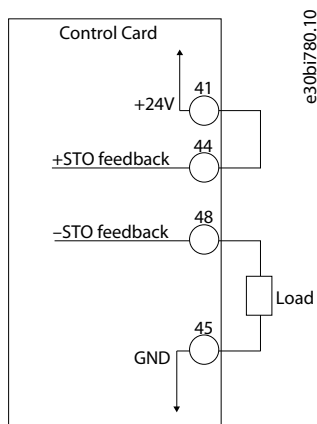 Control Card
e30bi780.10
41
+24V
44
+STO feedback
48
–STO feedback
Load
45
GND